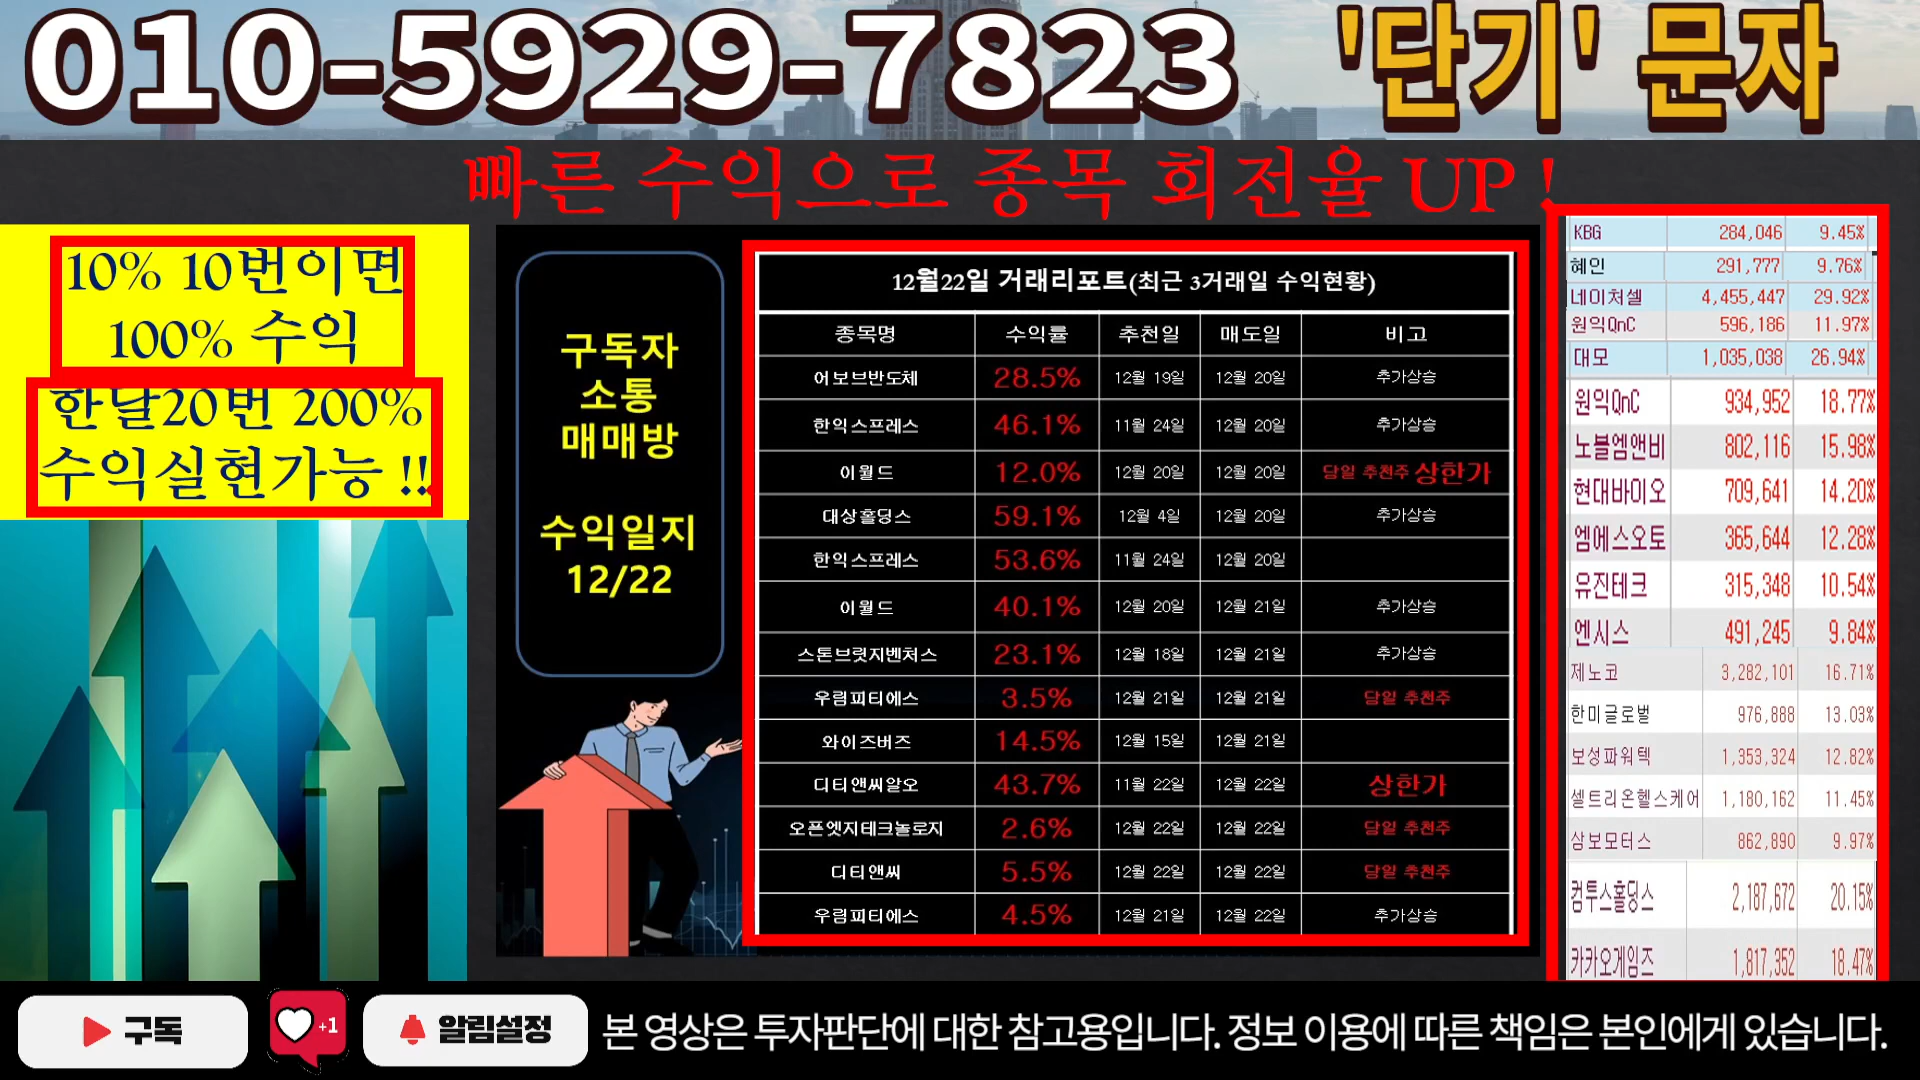 010-5929-7823 '단기' 문자
빠른 수익으로 종목 회전율 UP !
10% 10번이면
100% 수익
한달20번 200%
수익실현가능 !!
구독자
소통
매매방
수익일지
12/22
12월22일 거래리포트(최근 3거래일 수익현황)
종목명 수익률 추천일 매도일 비고
어보브반도체 28.5% 12월 19일 12월 20일 추가상승
한익스프레스 46.1% 11월 24일 12월 20일 추가상승
이월드 12.0% 12월 20일 12월 20일 당일 추천주 상한가
대상홀딩스 59.1% 12월 4일 12월 20일 추가상승
한익스프레스 53.6% 11월 24일 12월 20일
이월드 40.1% 12월 20일 12월 21일 추가상승
스톤브릿지벤처스 23.1% 12월 18일 12월 21일 추가상승
우림피티에스 3.5% 12월 21일 12월 21일 당일 추천주
와이즈버즈 14.5% 12월 15일 12월 21일
디티앤씨알오 43.7% 11월 22일 12월 22일 상한가
오픈엣지테크놀로지 2.6% 12월 22일 12월 22일 당일 추천주
디티앤씨 5.5% 12월 22일 12월 22일 당일 추천주
우림피티에스 4.5% 12월 21일 12월 22일 추가상승
KBG 284,046 9.45%
혜인 291,777 9.76%
네이처셀 4,455,447 29.92%
원익QnC 596,186 11.97%
대모 1,035,038 26.94%
원익QnC 934,952 18.77%
노블엠앤비 802,116 15.98%
현대바이오 709,641 14.20%
엠에스오토 365,644 12.28%
유진테크 315,348 10.54%
엔시스 491,245 9.84%
제노코 3,282,101 16.71%
한미글로벌 976,888 13.03%
보성파워텍 1,353,324 12.82%
셀트리온헬스케어 1,180,162 11.45%
상보모터스 862,890 9.97%
컴투스홀딩스 2,187,672 20.15%
카카오게임즈 1,817,352 18.47%
구독 +1 알림설정 본 영상은 투자판단에 대한 참고용입니다. 정보 이용에 따른 책임은 본인에게 있습니다.